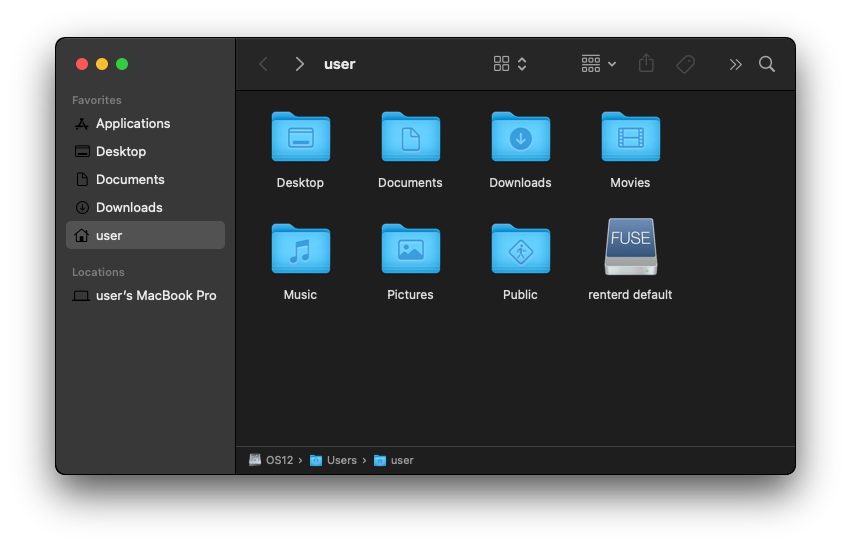 user
Favorites
Applications
Desktop
Documents
Downloads
user
Locations
user’s MacBook Pro
Desktop
Documents
Downloads
Movies
FUSE
Music
Pictures
Public
renterd default
OS12 › Users › user